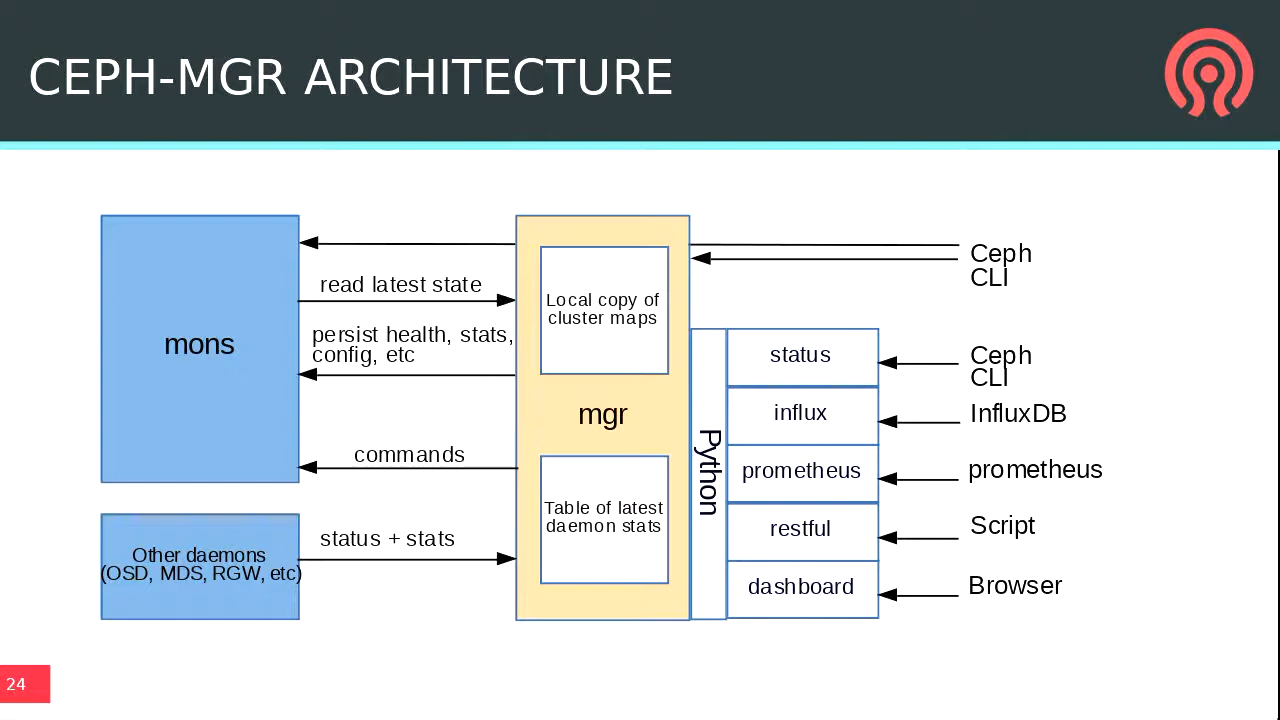 CEPH-MGR ARCHITECTURE
mons
read latest state
persist health, stats,
config, etc
commands
Other daemons
(OSD, MDS, RGW, etc)
status + stats
Local copy of
cluster maps
mgr
Table of latest
daemon stats
Python
status
influx
prometheus
restful
dashboard
Ceph
CLI
Ceph
CLI
InfluxDB
prometheus
Script
Browser
24